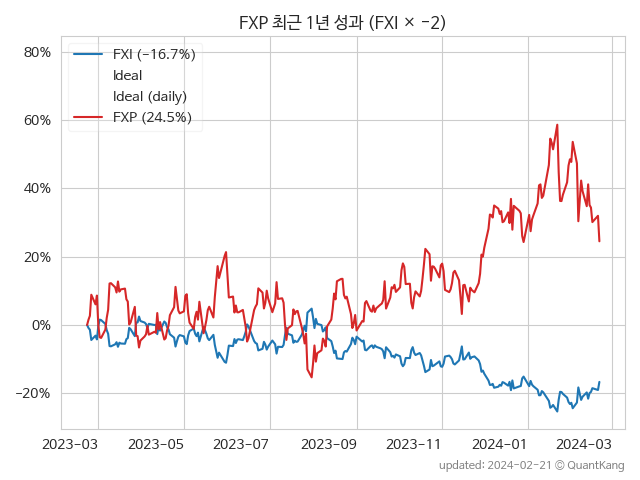 FXP 최근 1년 성과 (FXI × −2)
FXI (−16.7%)
Ideal
Ideal (daily)
FXP (24.5%)
80%
60%
40%
20%
0%
−20%
2023-03 2023-05 2023-07 2023-09 2023-11 2024-01 2024-03
updated: 2024-02-21 © QuantKang